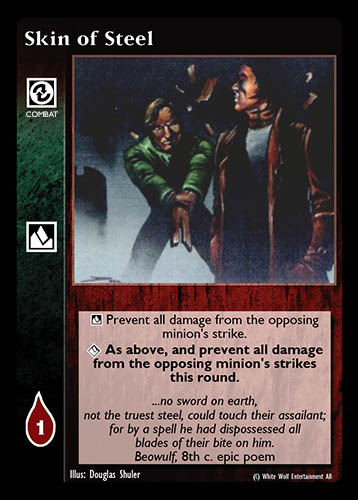 Skin of Steel
COMBAT
Prevent all damage from the opposing
minion's strike.
As above, and prevent all damage
from the opposing minion's strikes
this round.
...no sword on earth,
not the truest steel, could touch their assailant;
for by a spell he had dispossessed all
blades of their bite on him.
Beowulf, 8th c. epic poem
1
Illus: Douglas Shuler
(C) White Wolf Entertainment AB